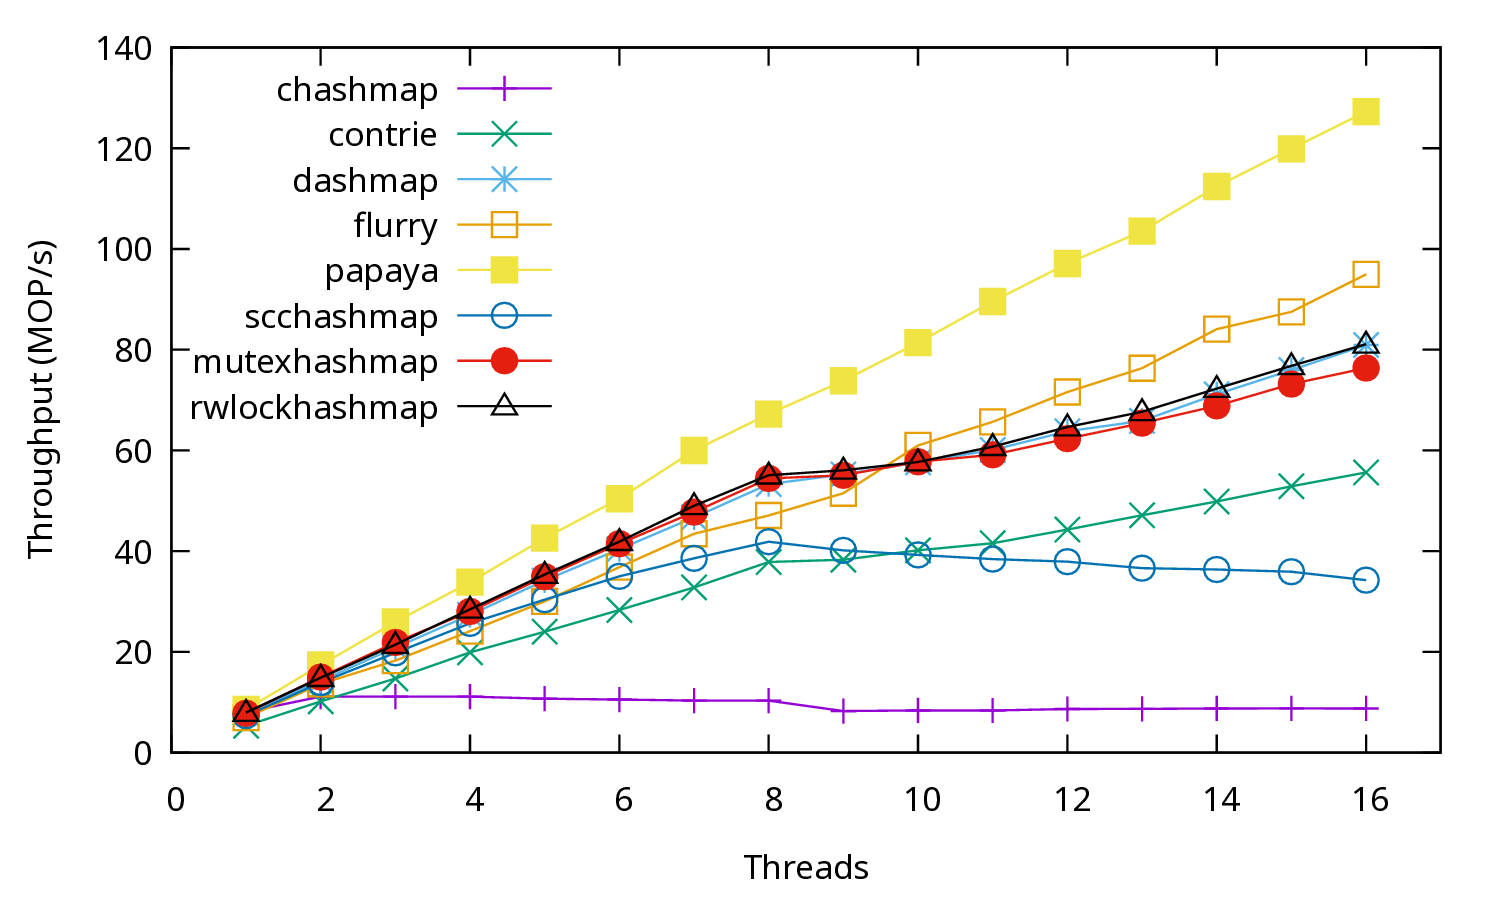 140
120
100
80
60
40
20
0
Throughput (MOP/s)
chashmap
contrie
dashmap
flurry
papaya
scchashmap
mutexhashmap
rwlockhashmap
0 2 4 6 8 10 12 14 16
Threads